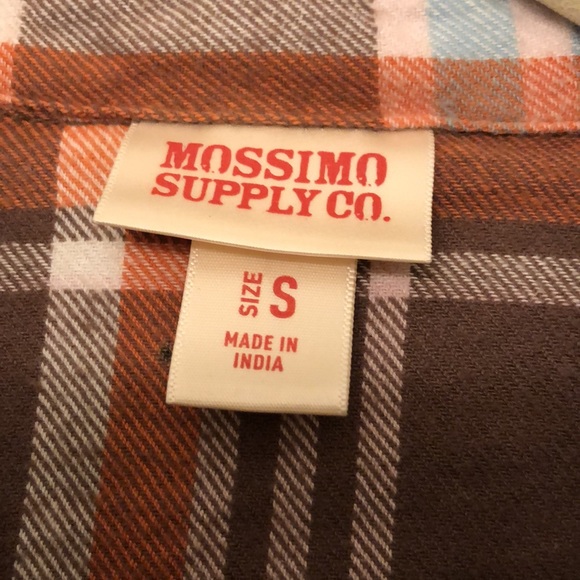 MOSSIMO
SUPPLY CO.
SIZE S
MADE IN
INDIA